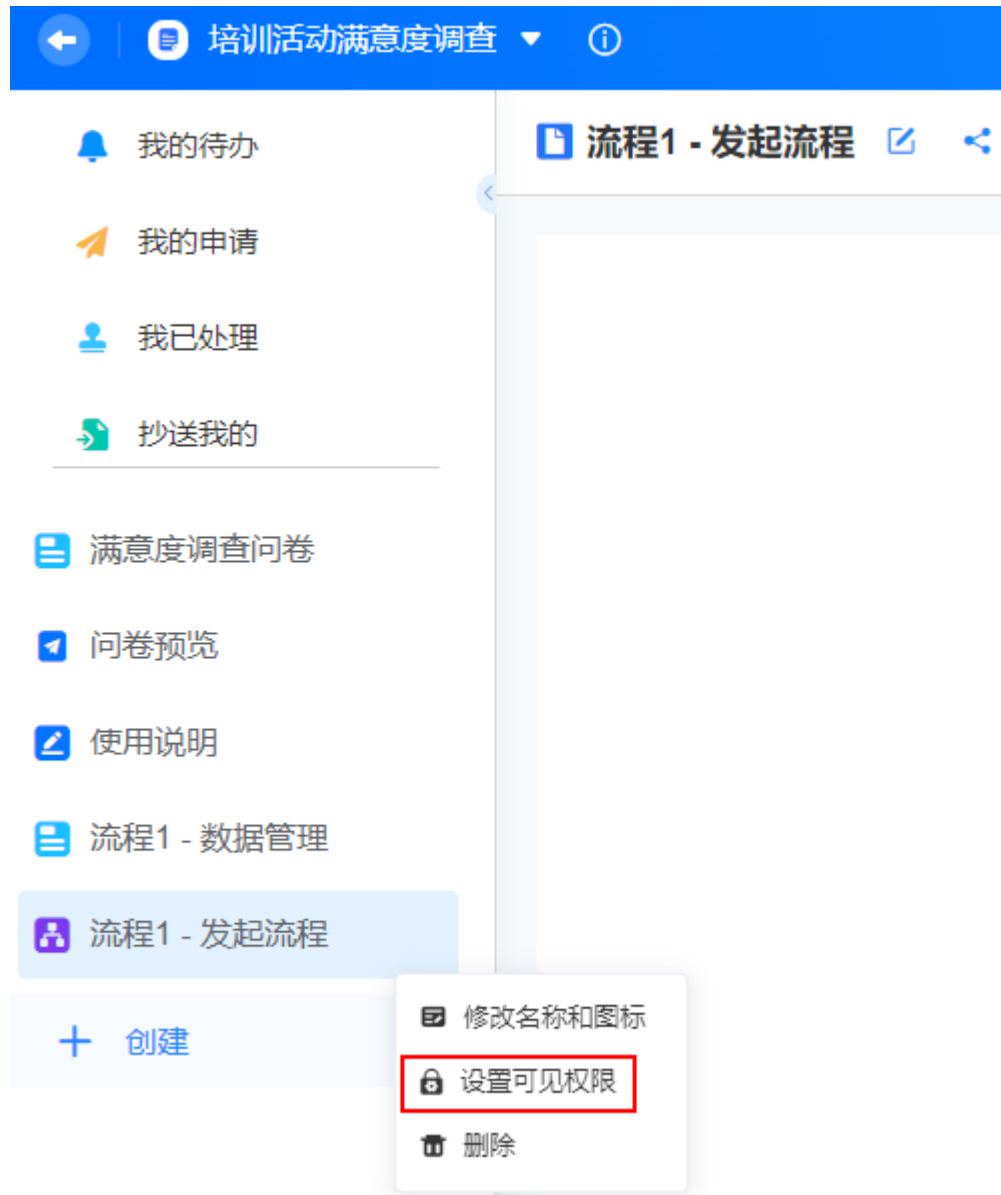 培训活动满意度调查
我的待办
我的申请
我已处理
抄送我的
满意度调查问卷
问卷预览
使用说明
流程1 - 数据管理
流程1 - 发起流程
创建
流程1 - 发起流程
修改名称和图标
设置可见权限
删除